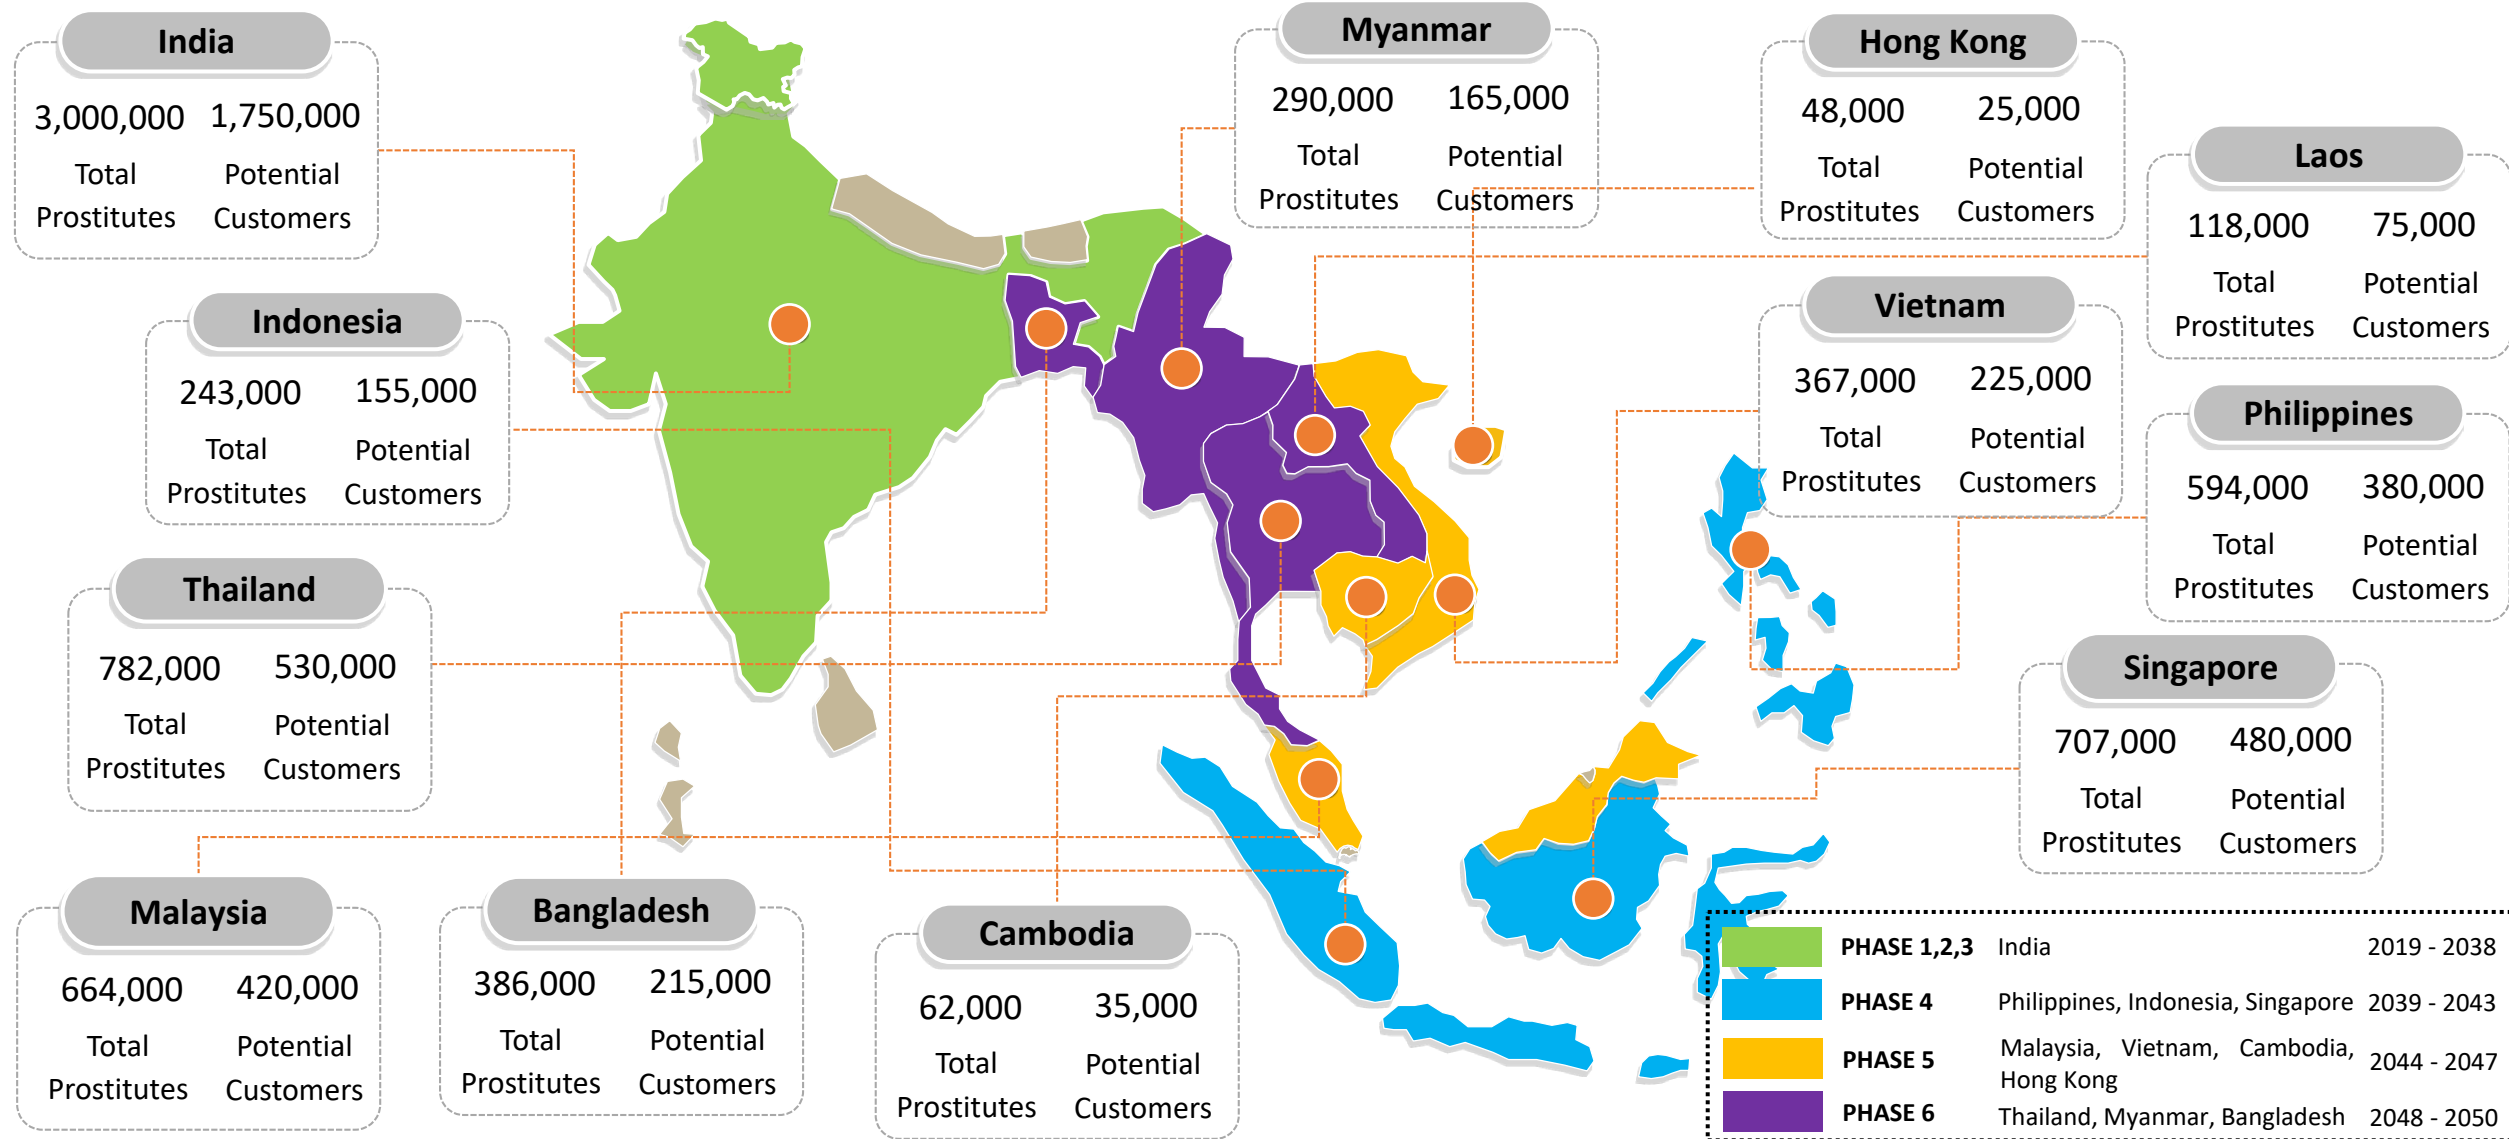 India
3,000,000 1,750,000
Total Potential
Prostitutes Customers
Myanmar
290,000 165,000
Total Potential
Prostitutes Customers
Hong Kong
48,000 25,000
Total Potential
Prostitutes Customers
Laos
118,000 75,000
Total Potential
Prostitutes Customers
Indonesia
243,000 155,000
Total Potential
Prostitutes Customers
Vietnam
367,000 225,000
Total Potential
Prostitutes Customers
Philippines
594,000 380,000
Total Potential
Prostitutes Customers
Thailand
782,000 530,000
Total Potential
Prostitutes Customers
Singapore
707,000 480,000
Total Potential
Prostitutes Customers
Malaysia
664,000 420,000
Total Potential
Prostitutes Customers
Bangladesh
386,000 215,000
Total Potential
Prostitutes Customers
Cambodia
62,000 35,000
Total Potential
Prostitutes Customers
PHASE 1,2,3 India 2019 - 2038
PHASE 4 Philippines, Indonesia, Singapore 2039 - 2043
PHASE 5 Malaysia, Vietnam, Cambodia, 2044 - 2047
Hong Kong
PHASE 6 Thailand, Myanmar, Bangladesh 2048 - 2050